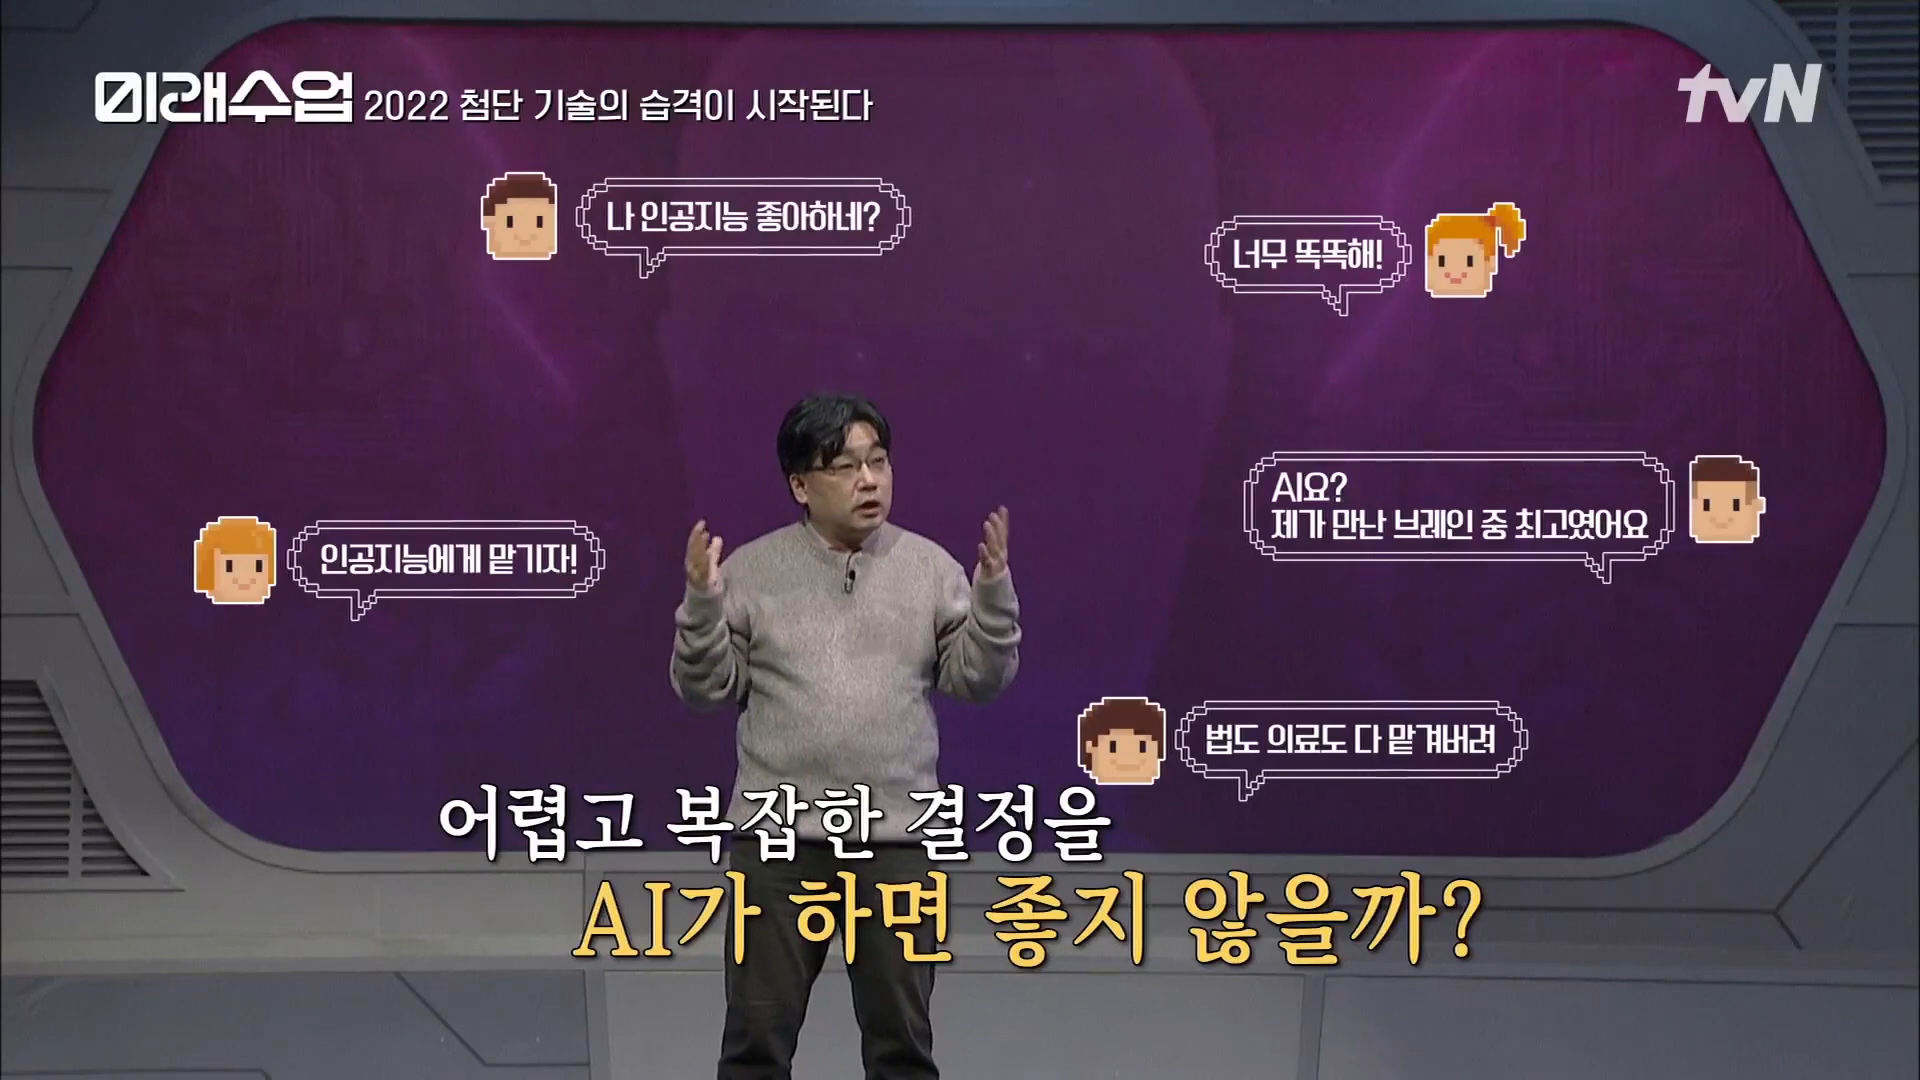 미래수업 2022 첨단 기술의 습격이 시작된다
tvN
나 인공지능 좋아하네?
너무 똑똑해!
AI요?
제가 만난 브레인 중 최고였어요
인공지능에게 맡기자!
법도 의료도 다 맡겨버려
어렵고 복잡한 결정을
AI가 하면 좋지 않을까?